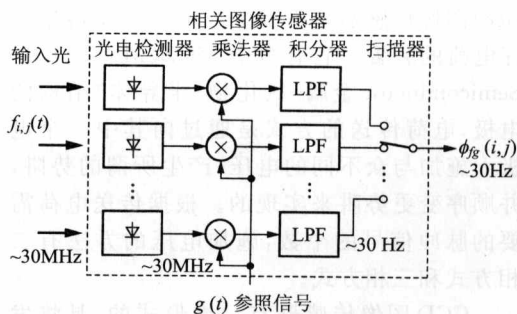 相关图像传感器
光电检测器 乘法器 积分器 扫描器
输入光
LPF
f_{i,j}(t)
LPF
ϕ_{fg}(i,j)
~30Hz
LPF
~30MHz
~30MHz
~30 Hz
g(t) 参照信号